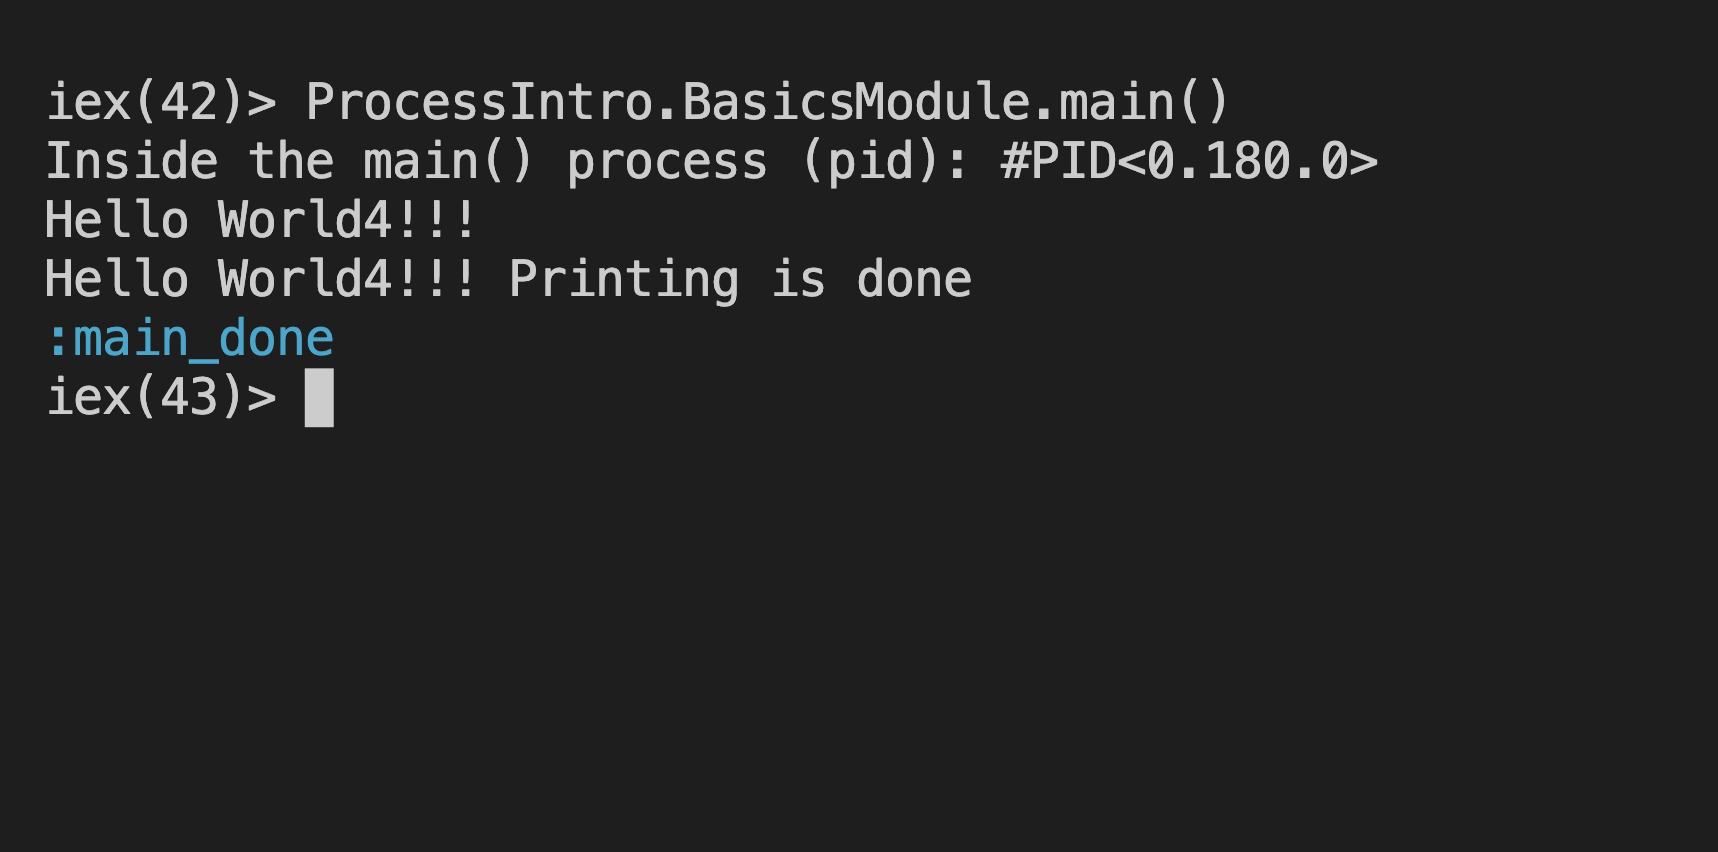 iex(42)> ProcessIntro.BasicsModule.main()
Inside the main() process (pid): #PID<0.180.0>
Hello World4!!!
Hello World4!!! Printing is done
:main_done
iex(43)>